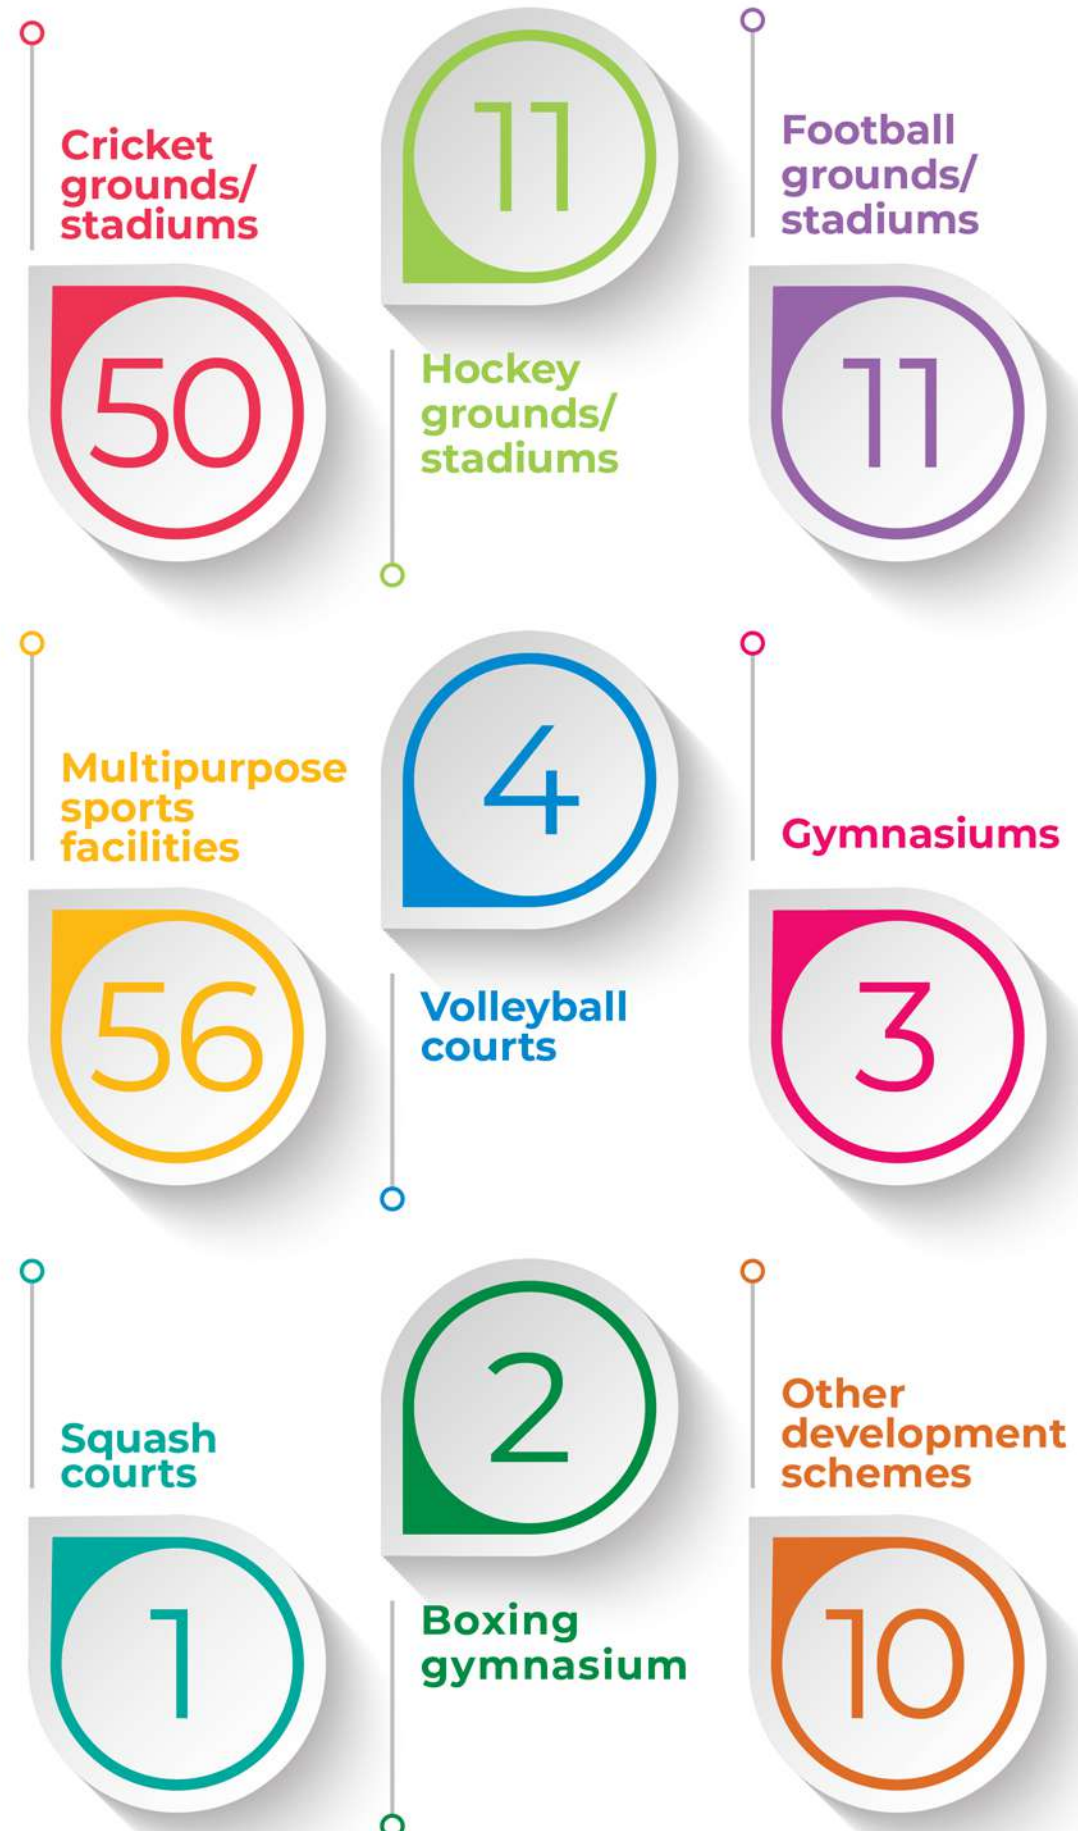 Cricket
grounds/
stadiums
50
11
Hockey
grounds/
stadiums
Football
grounds/
stadiums
11
Multipurpose
sports
facilities
56
4
Volleyball
courts
Gymnasiums
3
Squash
courts
1
2
Boxing
gymnasium
Other
development
schemes
10